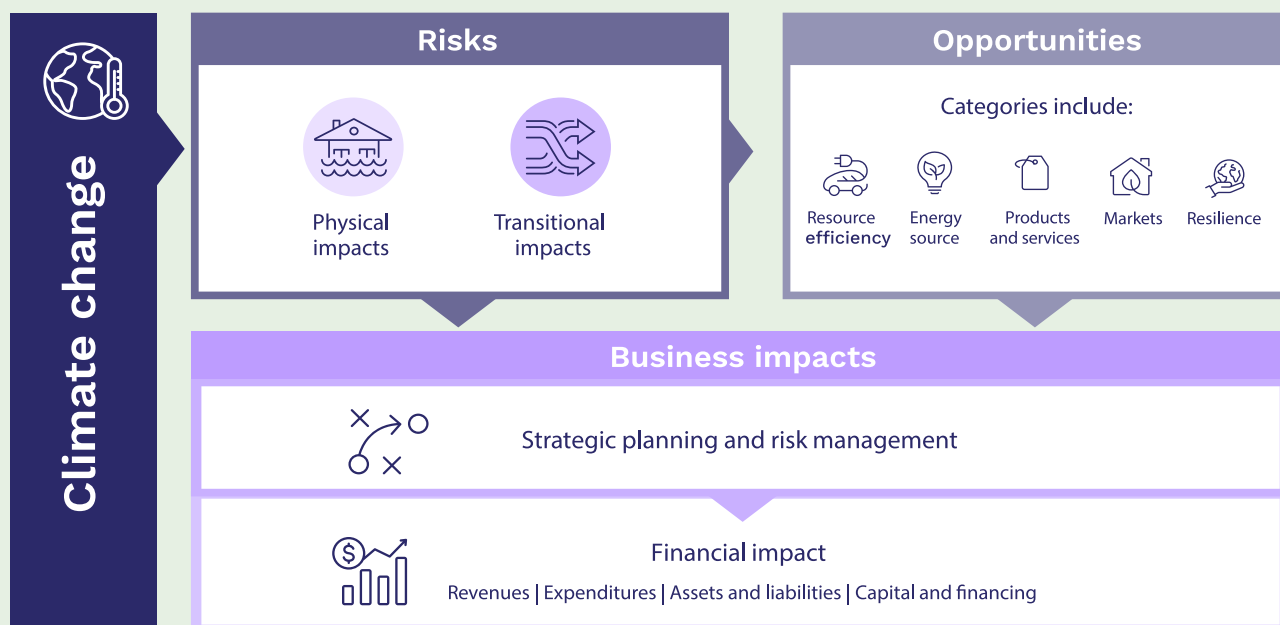 Climate change
Risks
Physical
impacts
Transitional
impacts
Opportunities
Categories include:
Resource
efficiency
Energy
source
Products
and services
Markets
Resilience
Business impacts
Strategic planning and risk management
$
Financial impact
Revenues | Expenditures | Assets and liabilities | Capital and financing